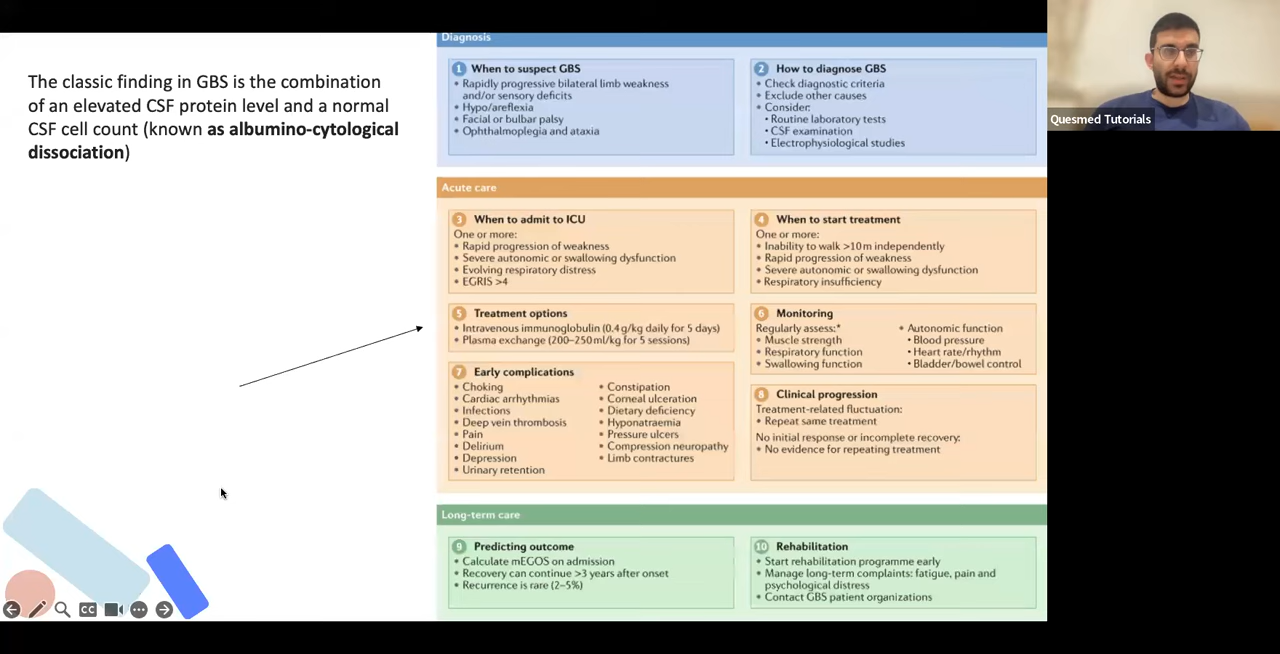 The classic finding in GBS is the combination
of an elevated CSF protein level and a normal
CSF cell count (known as albumino-cytological
dissociation)
Diagnosis
1 When to suspect GBS
• Rapidly progressive bilateral limb weakness
and/or sensory deficits
• Hypo/areflexia
• Facial or bulbar palsy
• Ophthalmoplegia and ataxia
2 How to diagnose GBS
• Check diagnostic criteria
• Exclude other causes
• Consider:
• Routine laboratory tests
• CSF examination
• Electrophysiological studies
Acute care
3 When to admit to ICU
One or more:
• Rapid progression of weakness
• Severe autonomic or swallowing dysfunction
• Evolving respiratory distress
• EGRIS >4
4 When to start treatment
One or more:
• Inability to walk >10 m independently
• Rapid progression of weakness
• Severe autonomic or swallowing dysfunction
• Respiratory insufficiency
5 Treatment options
• Intravenous immunoglobulin (0.4 g/kg daily for 5 days)
• Plasma exchange (200–250 ml/kg for 5 sessions)
6 Monitoring
Regularly assess:*
• Muscle strength
• Respiratory function
• Swallowing function
• Autonomic function
• Blood pressure
• Heart rate/rhythm
• Bladder/bowel control
7 Early complications
• Choking
• Cardiac arrhythmias
• Infections
• Deep vein thrombosis
• Pain
• Delirium
• Depression
• Urinary retention
• Constipation
• Corneal ulceration
• Dietary deficiency
• Hyponatraemia
• Pressure ulcers
• Compression neuropathy
• Limb contractures
8 Clinical progression
Treatment-related fluctuation:
• Repeat same treatment
No initial response or incomplete recovery:
• No evidence for repeating treatment
Long-term care
9 Predicting outcome
• Calculate mEGOS on admission
• Recovery can continue >3 years after onset
• Recurrence is rare (2–5%)
10 Rehabilitation
• Start rehabilitation programme early
• Manage long-term complaints: fatigue, pain and
psychological distress
• Contact GBS patient organizations
CC
Quesmed Tutorials